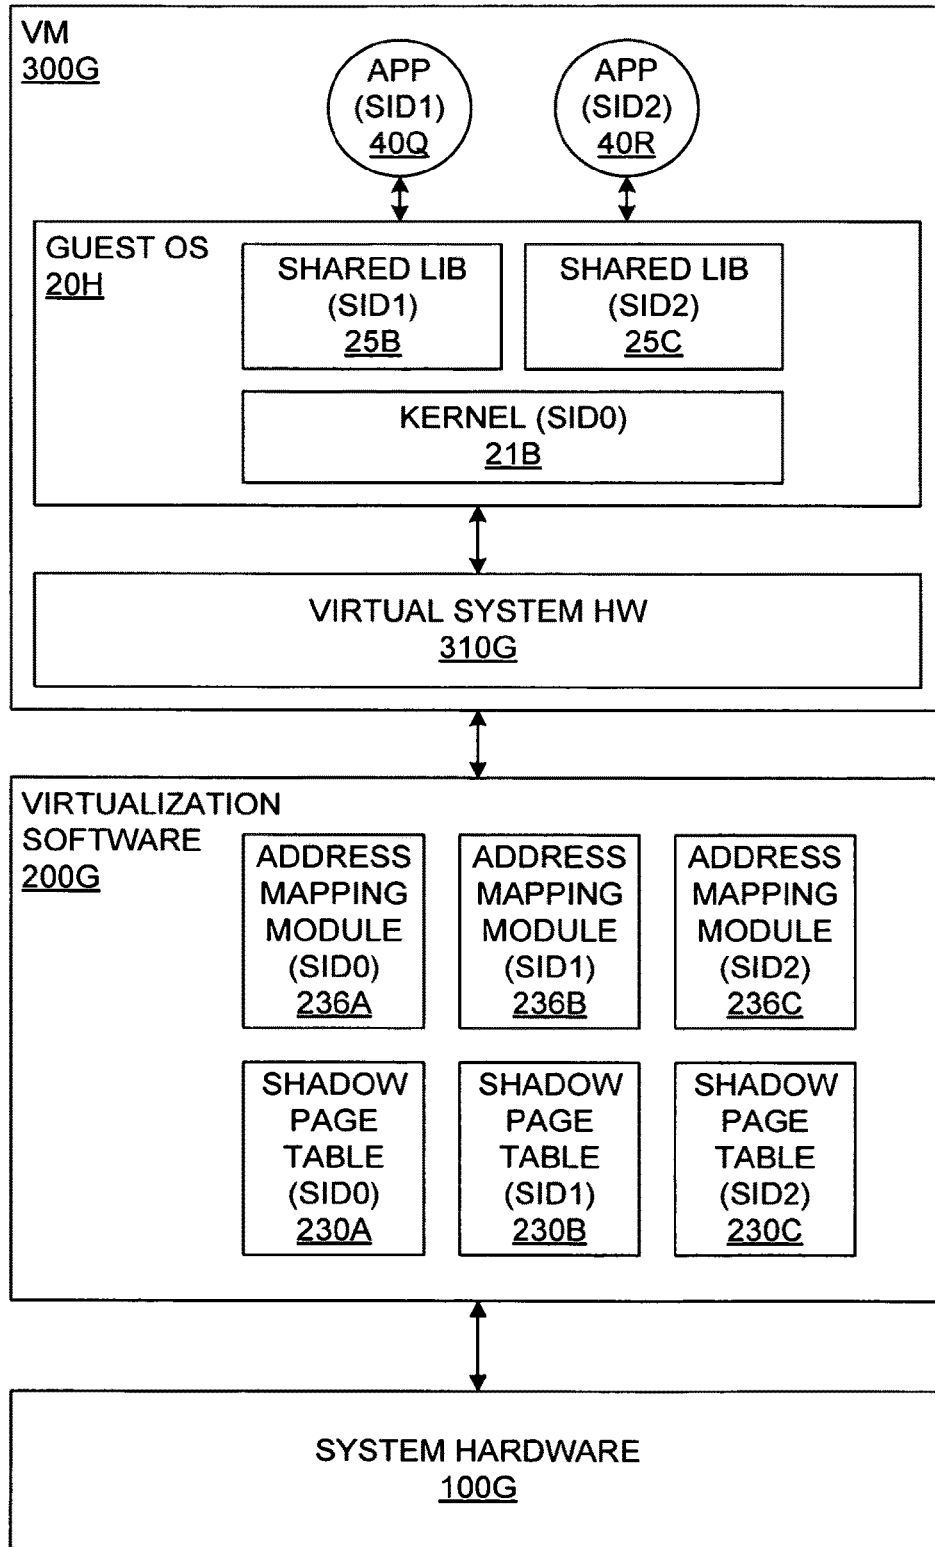 VM
300G
APP
(SID1)
40Q
APP
(SID2)
40R
GUEST OS
20H
SHARED LIB
(SID1)
25B
SHARED LIB
(SID2)
25C
KERNEL (SID0)
21B
VIRTUAL SYSTEM HW
310G
VIRTUALIZATION
SOFTWARE
200G
ADDRESS
MAPPING
MODULE
(SID0)
236A
ADDRESS
MAPPING
MODULE
(SID1)
236B
ADDRESS
MAPPING
MODULE
(SID2)
236C
SHADOW
PAGE
TABLE
(SID0)
230A
SHADOW
PAGE
TABLE
(SID1)
230B
SHADOW
PAGE
TABLE
(SID2)
230C
SYSTEM HARDWARE
100G